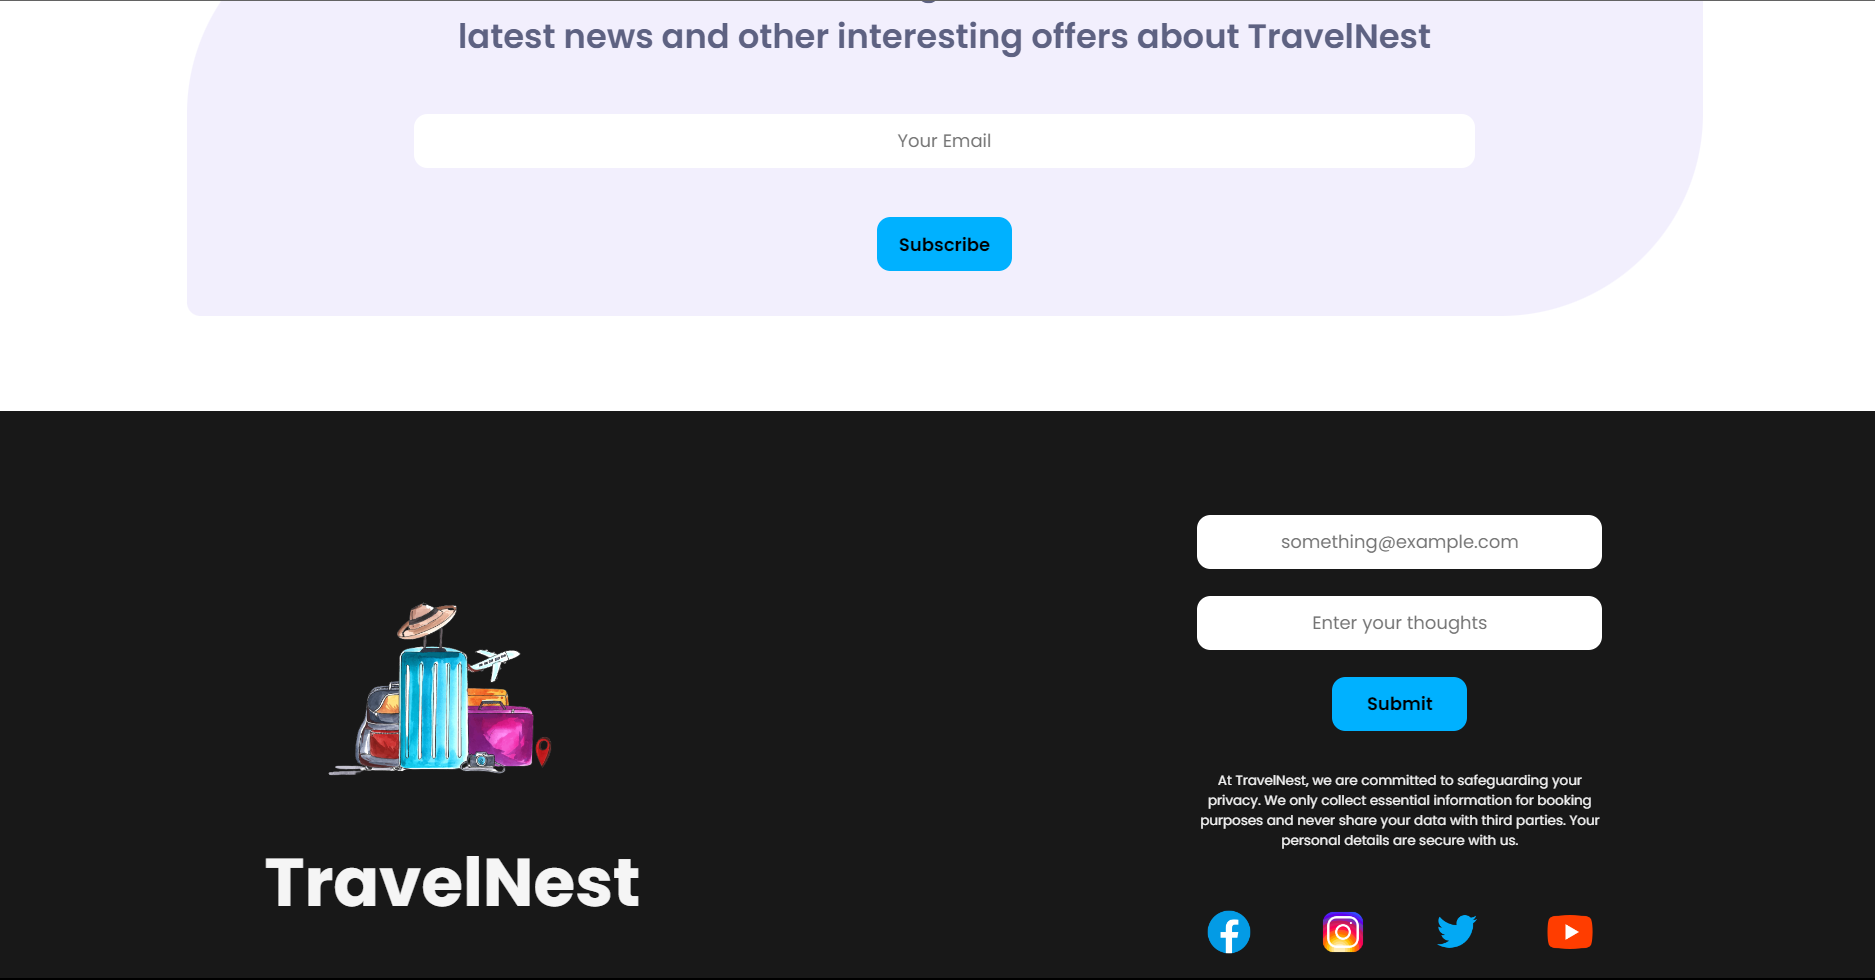 latest news and other interesting offers about TravelNest
Your Email
Subscribe
something@example.com
Enter your thoughts
Submit
At TravelNest, we are committed to safeguarding your
privacy. We only collect essential information for booking
purposes and never share your data with third parties. Your
personal details are secure with us.
TravelNest